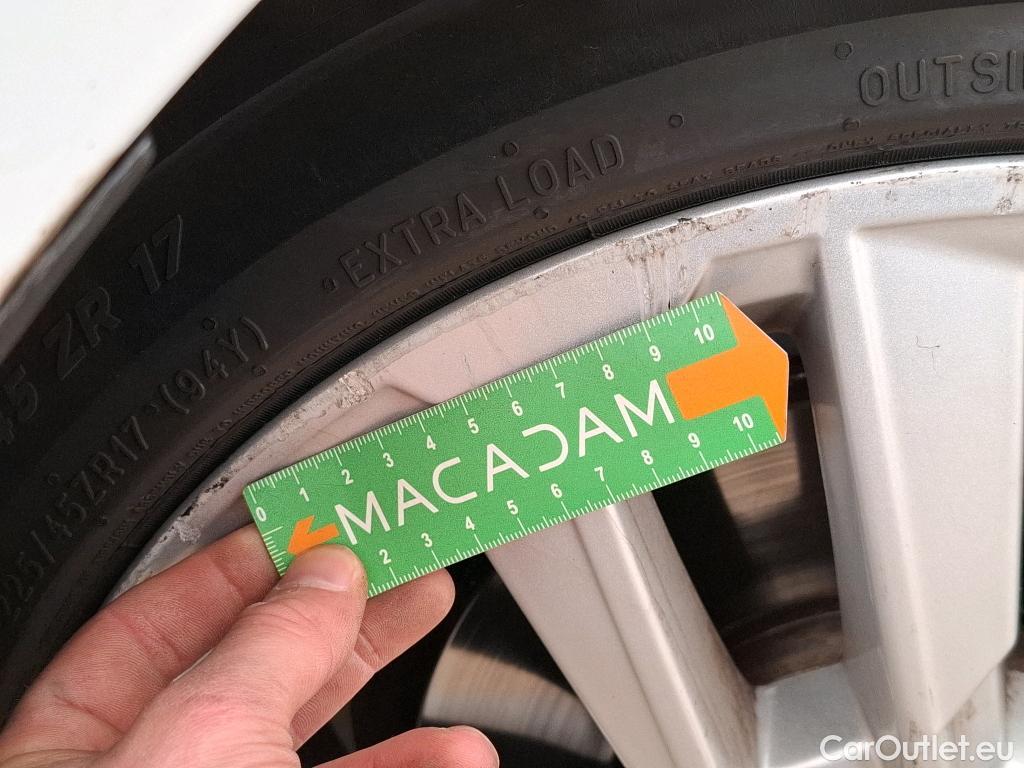 OUTSI
EXTRA LOAD
45 ZR 17
225/45ZR17 (94Y)
0 1 2 3 4 5 6 7 8 9 10
MACADAM
2 3 4 5 6 7 8 9 10
CarOutlet.eu